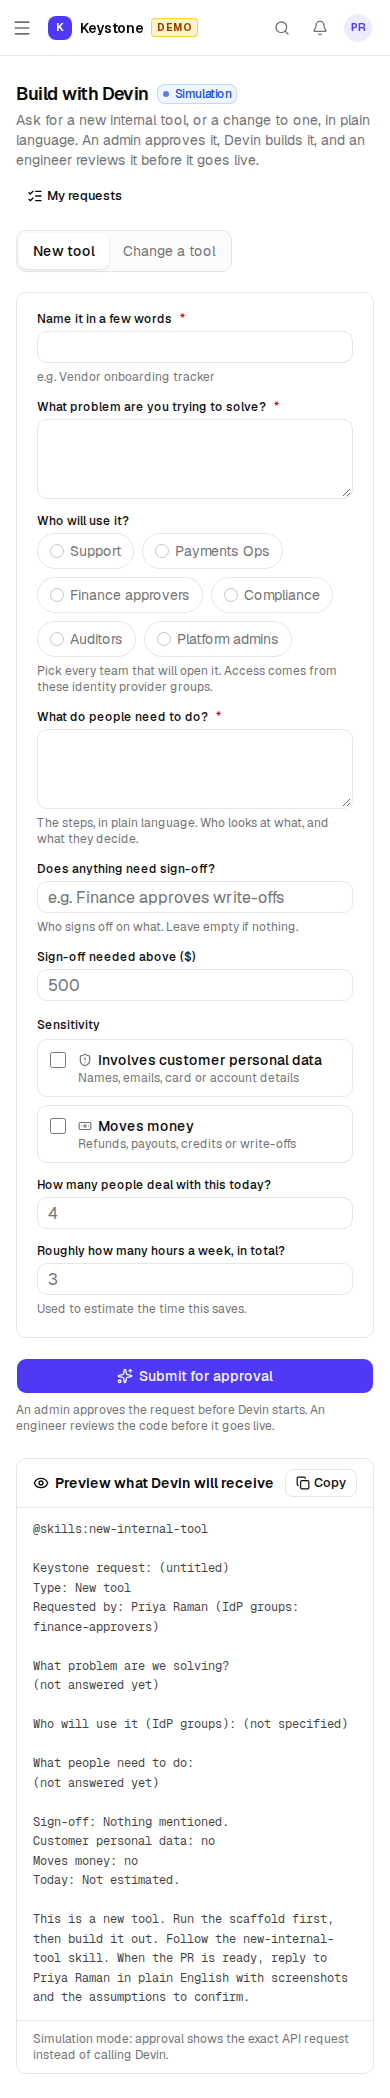 K Keystone DEMO PR
Build with Devin Simulation
Ask for a new internal tool, or a change to one, in plain
language. An admin approves it, Devin builds it, and an
engineer reviews it before it goes live.
My requests
New tool Change a tool
Name it in a few words *
e.g. Vendor onboarding tracker
What problem are you trying to solve? *
Who will use it?
Support Payments Ops
Finance approvers Compliance
Auditors Platform admins
Pick every team that will open it. Access comes from
these identity provider groups.
What do people need to do? *
The steps, in plain language. Who looks at what, and
what they decide.
Does anything need sign-off?
e.g. Finance approves write-offs
Who signs off on what. Leave empty if nothing.
Sign-off needed above ($)
500
Sensitivity
Involves customer personal data
Names, emails, card or account details
Moves money
Refunds, payouts, credits or write-offs
How many people deal with this today?
4
Roughly how many hours a week, in total?
3
Used to estimate the time this saves.
Submit for approval
An admin approves the request before Devin starts. An
engineer reviews the code before it goes live.
Preview what Devin will receive Copy
@skills:new-internal-tool
Keystone request: (untitled)
Type: New tool
Requested by: Priya Raman (IdP groups:
finance-approvers)
What problem are we solving?
(not answered yet)
Who will use it (IdP groups): (not specified)
What people need to do:
(not answered yet)
Sign-off: Nothing mentioned.
Customer personal data: no
Moves money: no
Today: Not estimated.
This is a new tool. Run the scaffold first,
then build it out. Follow the new-internal-
tool skill. When the PR is ready, reply to
Priya Raman in plain English with screenshots
and the assumptions to confirm.
Simulation mode: approval shows the exact API request
instead of calling Devin.